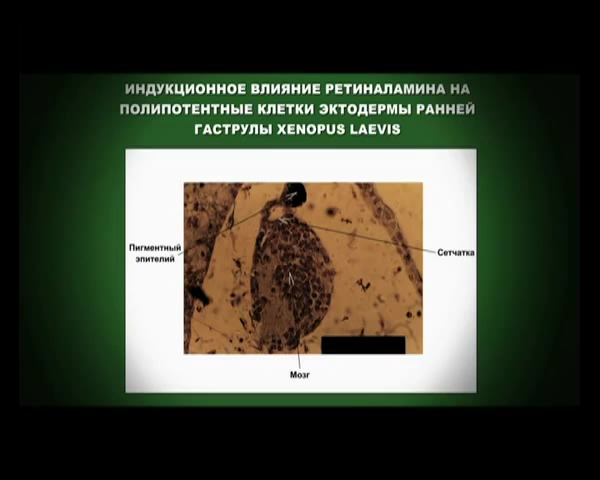 ИНДУКЦИОННОЕ ВЛИЯНИЕ РЕТИНАЛАМИНА НА
ПОЛИПОТЕНТНЫЕ КЛЕТКИ ЭКТОДЕРМЫ РАННЕЙ
ГАСТРУЛЫ XENOPUS LAEVIS
Пигментный
эпителий
Сетчатка
Мозг